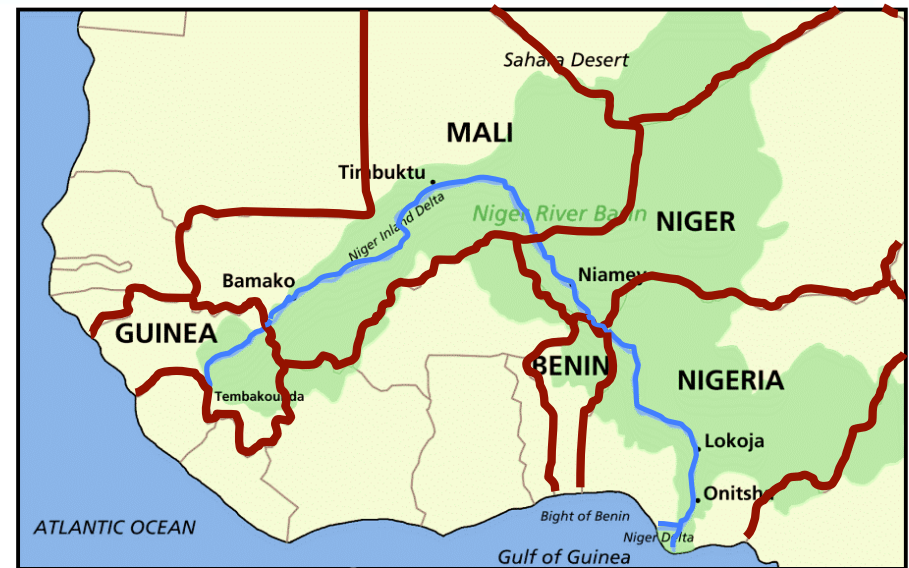 Sahara Desert
MALI
Timbuktu
Niger River Basin
NIGER
Niger Inland Delta
Bamako
Niamey
GUINEA
BENIN
NIGERIA
Tembakounda
Lokoja
Onitsha
Bight of Benin
ATLANTIC OCEAN
Niger Delta
Gulf of Guinea